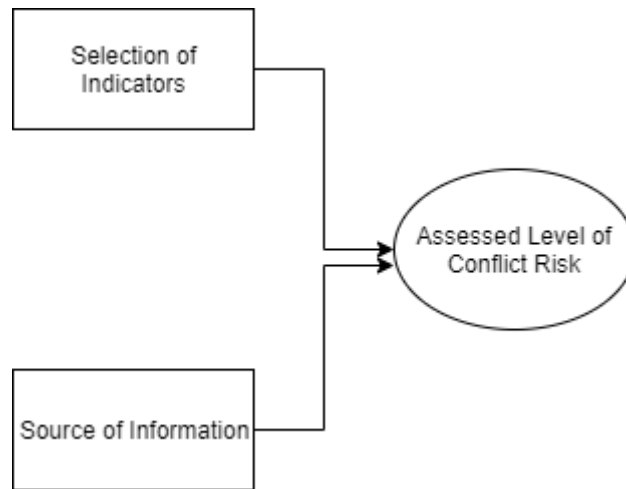 Selection of
Indicators
Assessed Level of
Conflict Risk
Source of Information